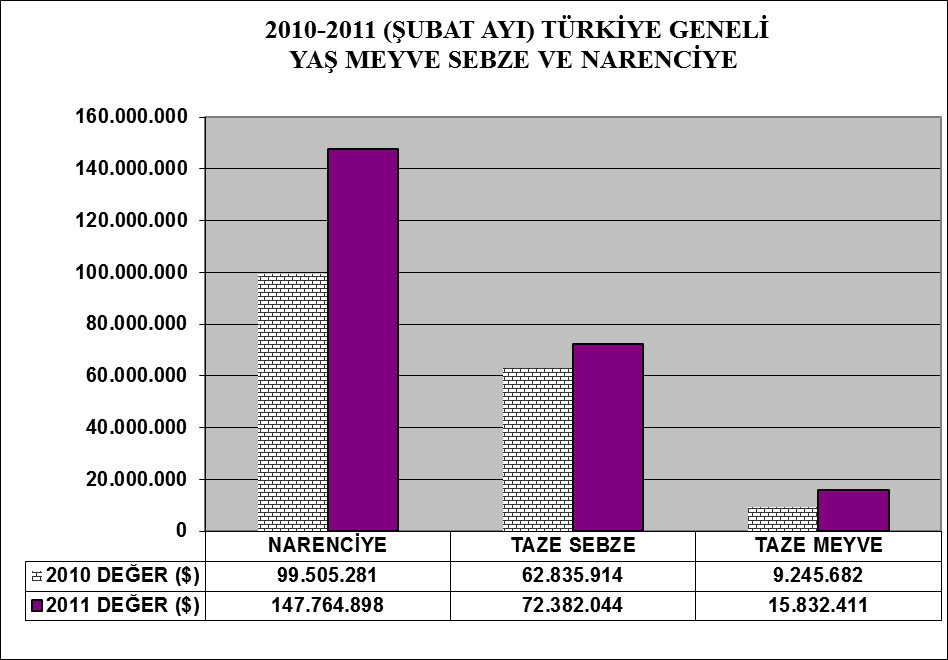 2010-2011 (ŞUBAT AYI) TÜRKİYE GENELİ
YAŞ MEYVE SEBZE VE NARENCİYE
160.000.000
140.000.000
120.000.000
100.000.000
80.000.000
60.000.000
40.000.000
20.000.000
0
NARENCİYE TAZE SEBZE TAZE MEYVE
2010 DEĞER ($) 99.505.281 62.835.914 9.245.682
2011 DEĞER ($) 147.764.898 72.382.044 15.832.411